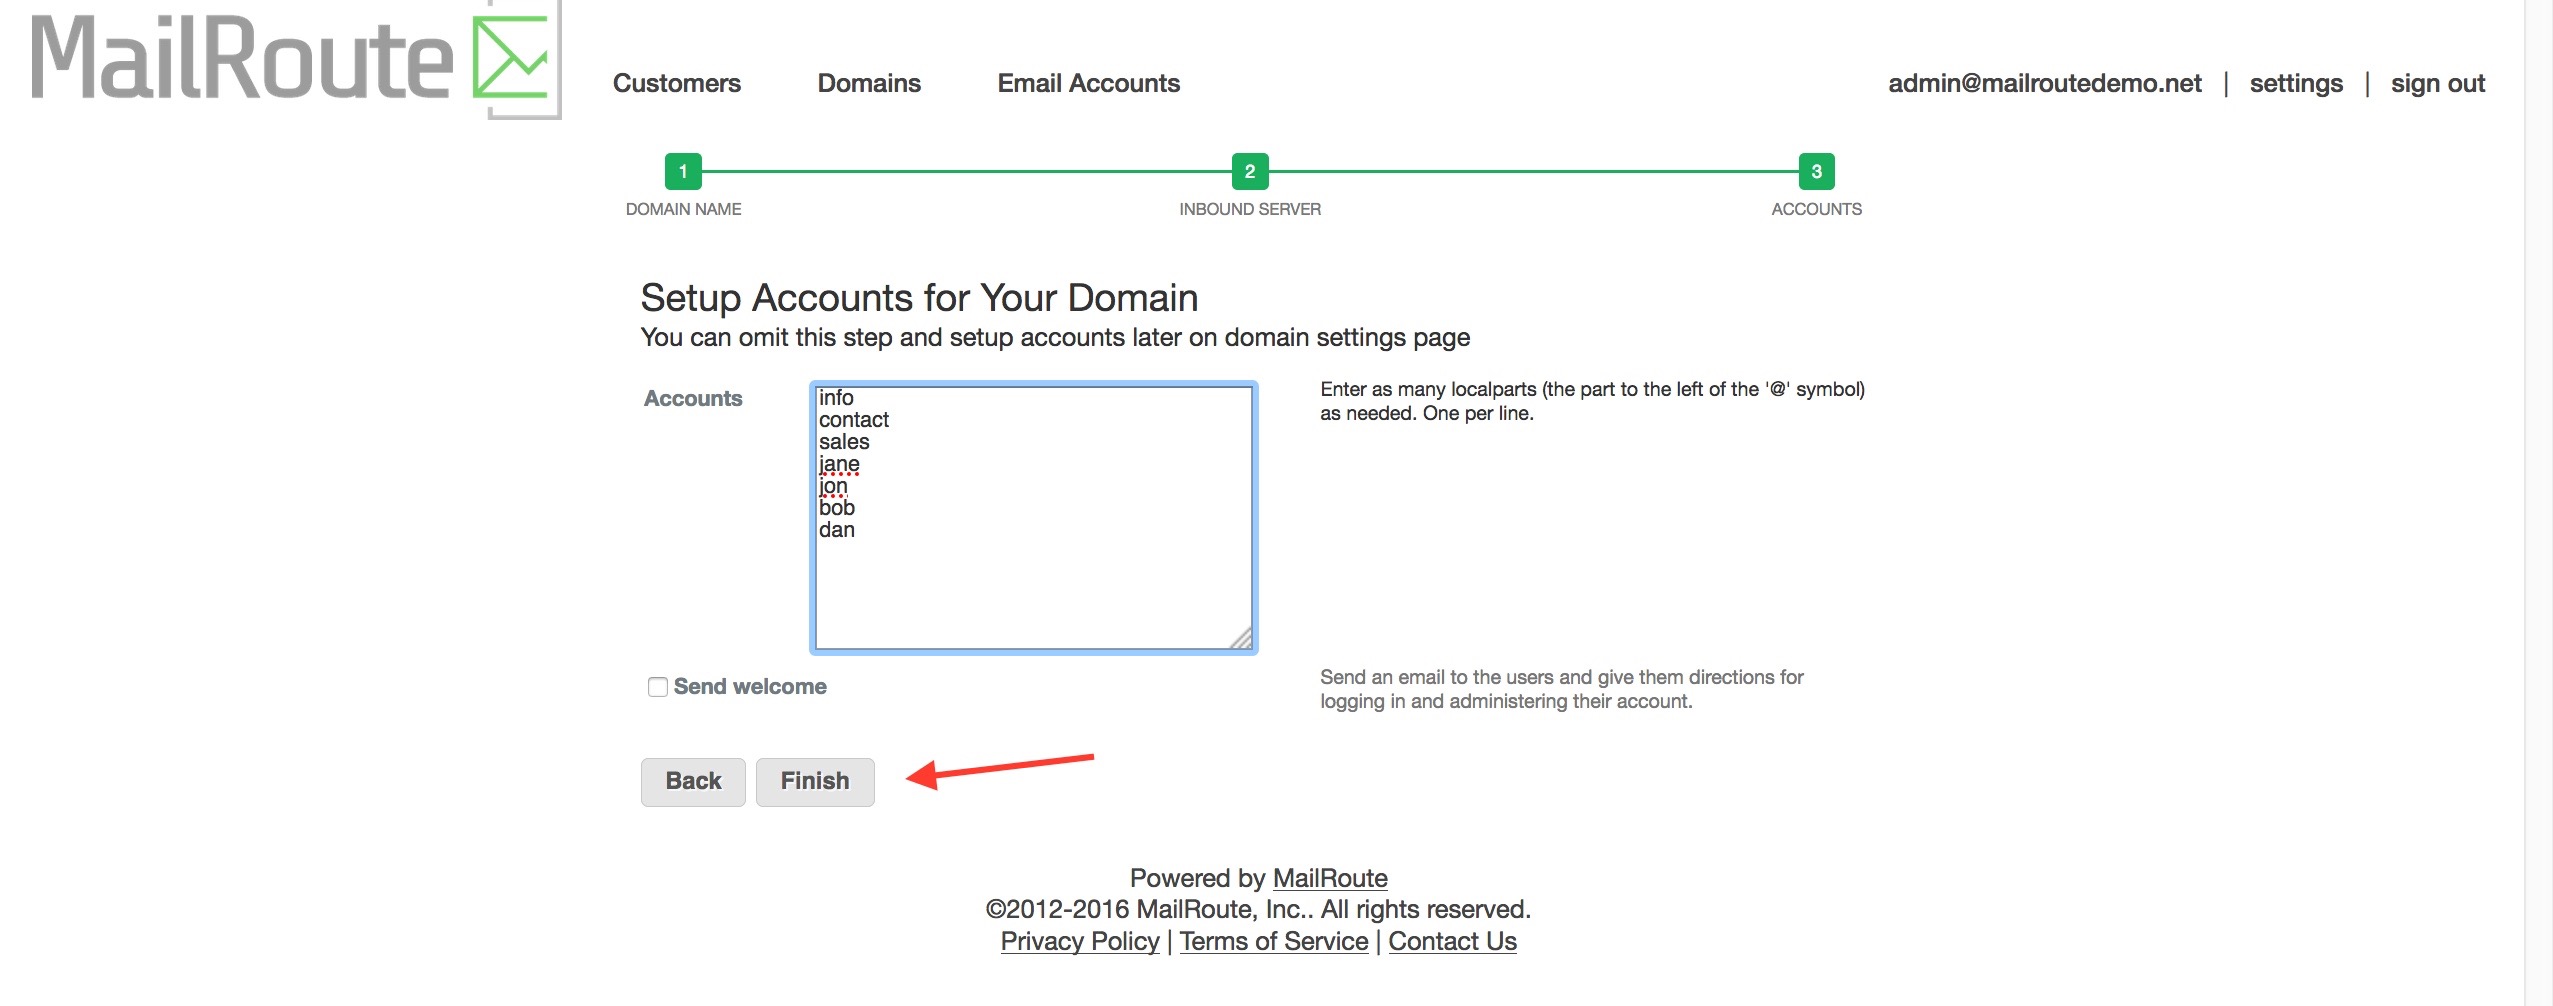 MailRoute
Customers Domains Email Accounts
admin@mailroutedemo.net | settings | sign out
1 2 3
DOMAIN NAME INBOUND SERVER ACCOUNTS
Setup Accounts for Your Domain
You can omit this step and setup accounts later on domain settings page
Accounts
info
contact
sales
jane
jon
bob
dan
Enter as many localparts (the part to the left of the '@' symbol)
as needed. One per line.
Send welcome
Send an email to the users and give them directions for
logging in and administering their account.
Back Finish
Powered by MailRoute
©2012-2016 MailRoute, Inc.. All rights reserved.
Privacy Policy | Terms of Service | Contact Us